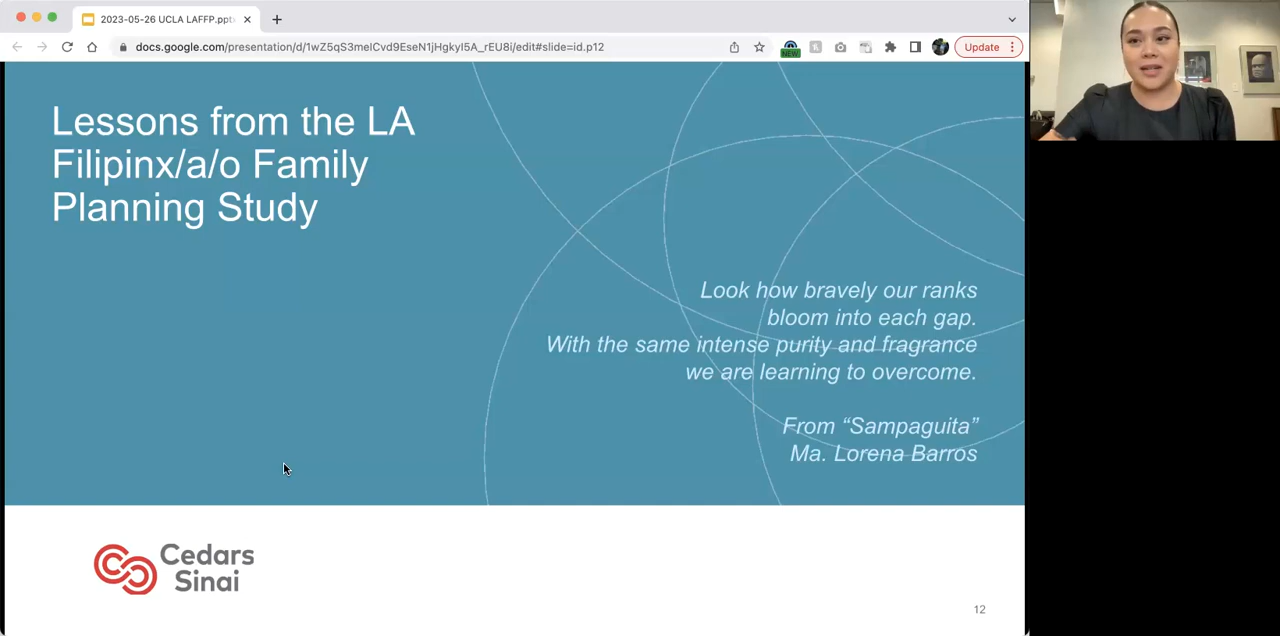 2023-05-26 UCLA LAFFP.ppt
docs.google.com/presentation/d/1wZ5qS3melCvd9EseN1jHgkyI5A_rEU8i/edit#slide=id.p12
NEW
Update
Lessons from the LA
Filipinx/a/o Family
Planning Study
Look how bravely our ranks
bloom into each gap.
With the same intense purity and fragrance
we are learning to overcome.
From “Sampaguita”
Ma. Lorena Barros
Cedars
Sinai
12